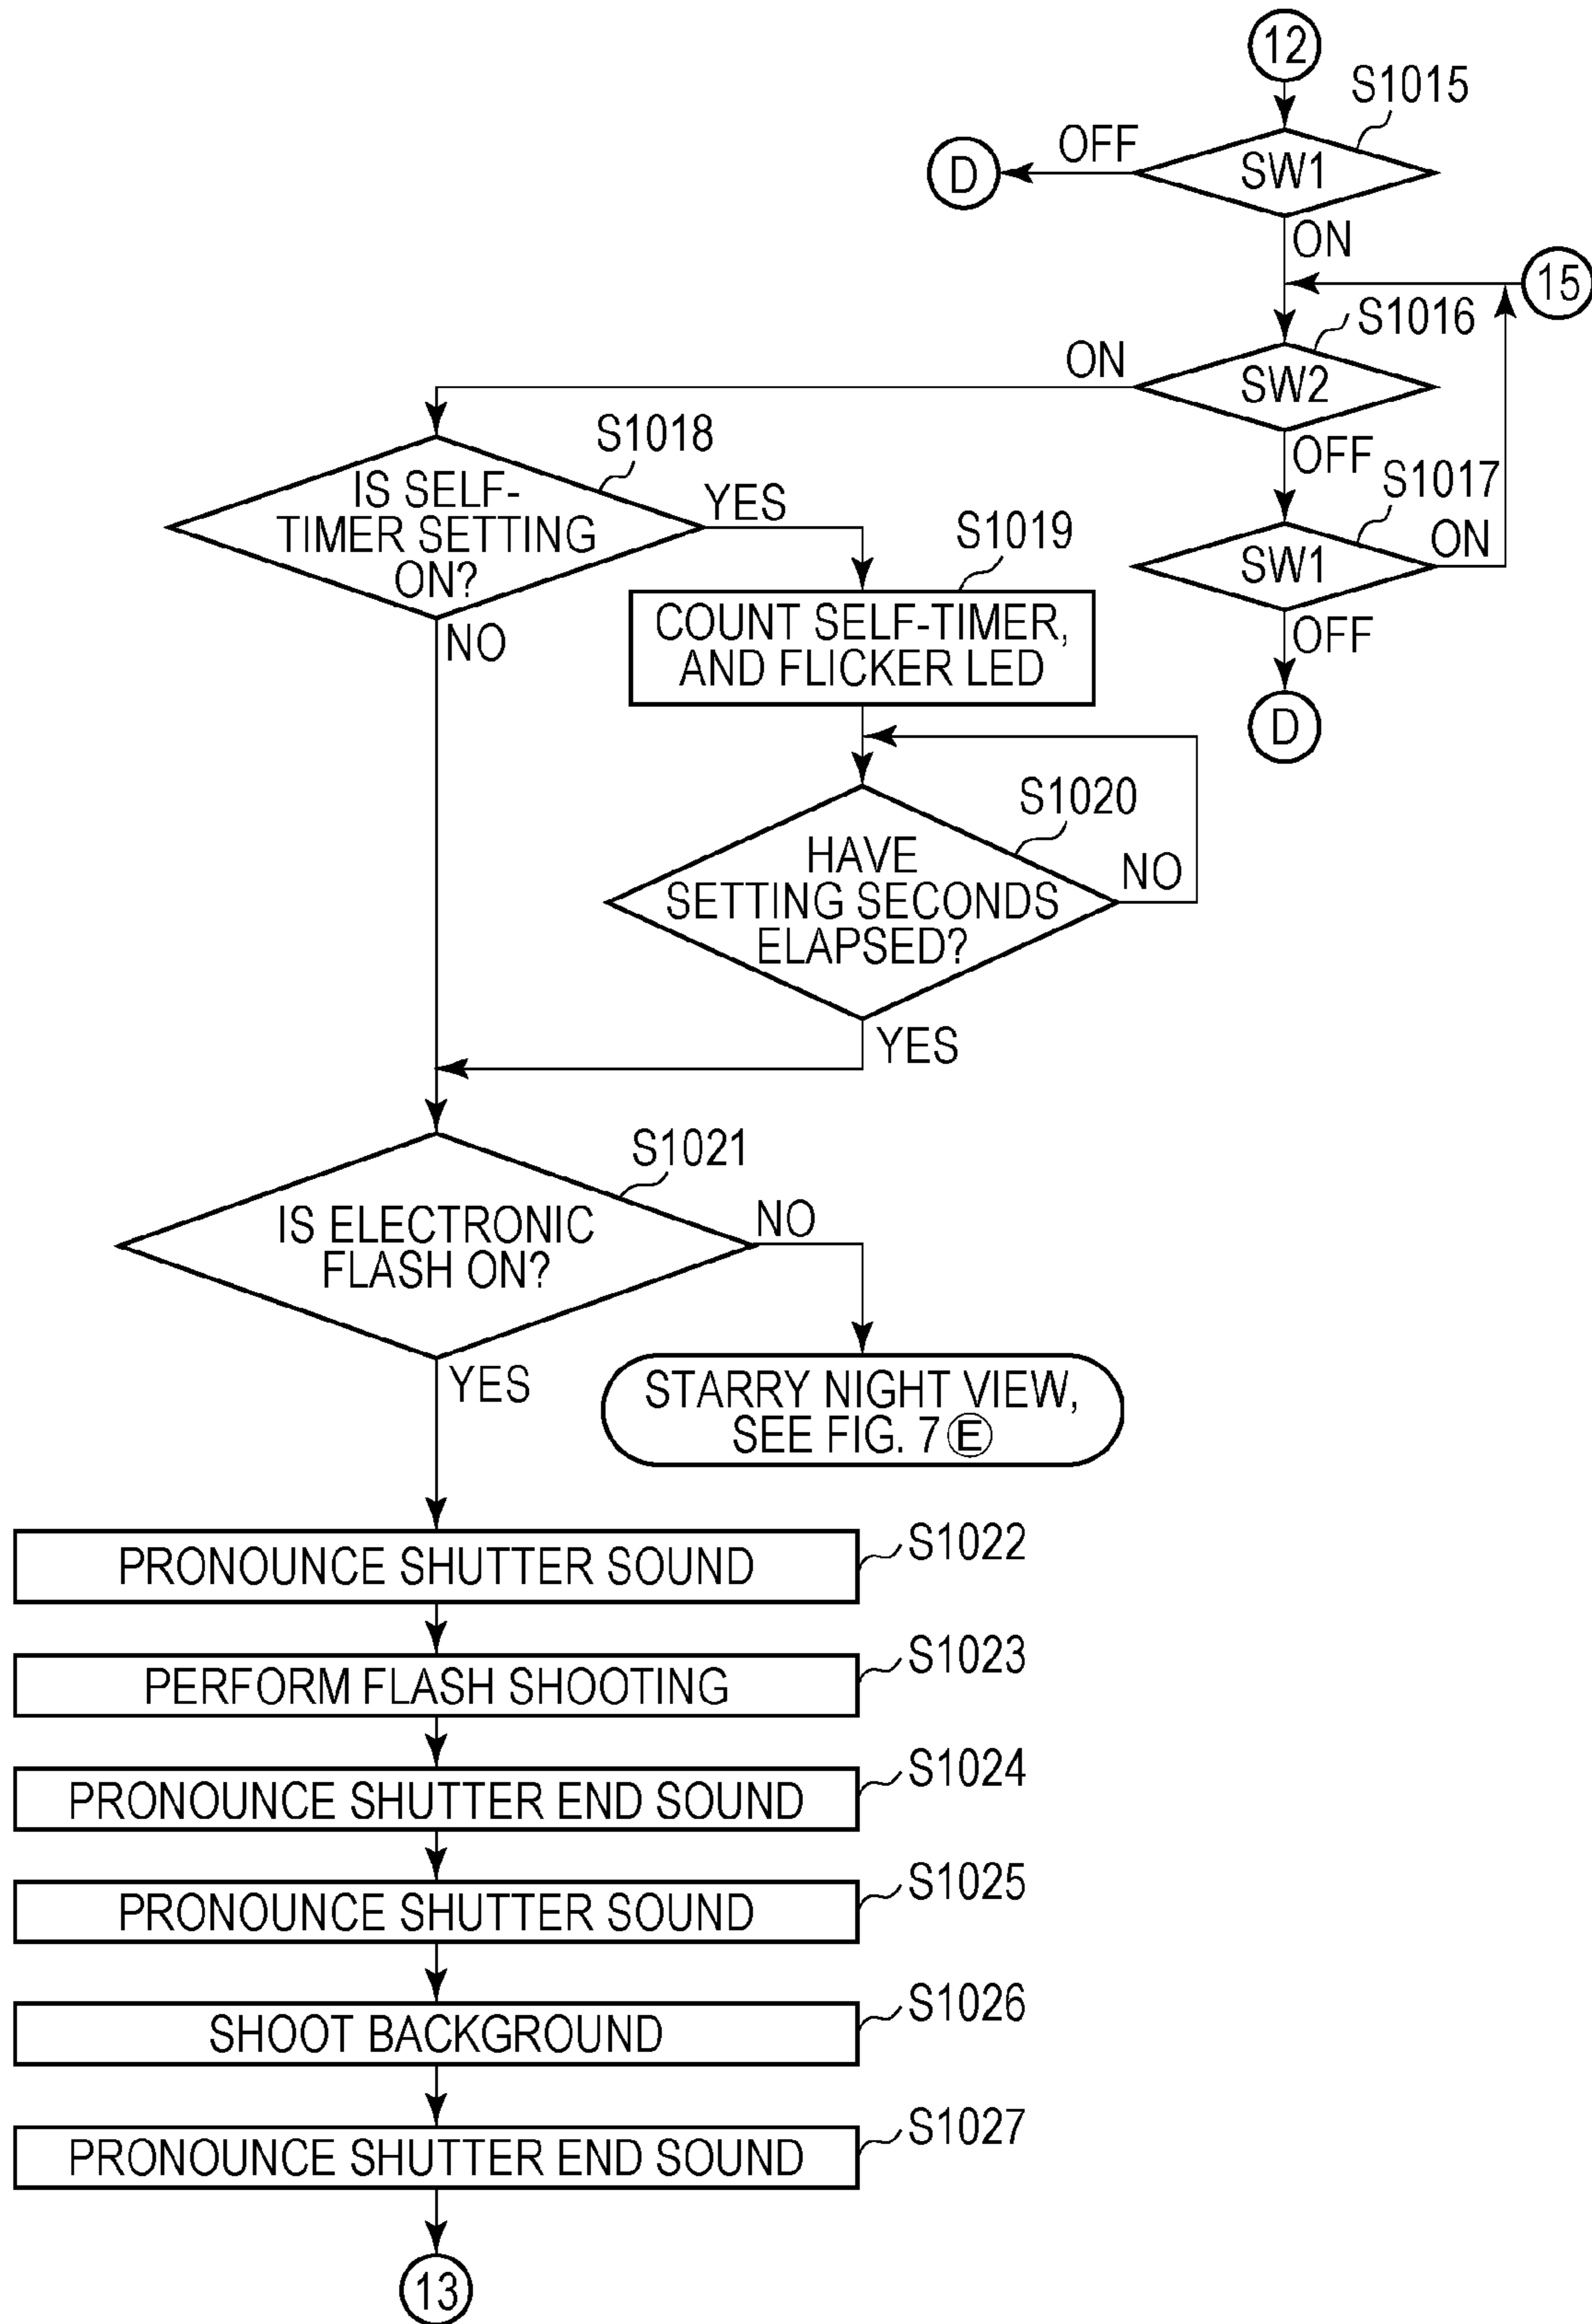 12
S1015
OFF
D
SW1
ON
15
S1016
ON
SW2
OFF
S1018
S1017
IS SELF-
TIMER SETTING
ON?
YES
NO
SW1
ON
OFF
D
S1019
COUNT SELF-TIMER,
AND FLICKER LED
S1020
HAVE
SETTING SECONDS
ELAPSED?
NO
YES
S1021
IS ELECTRONIC
FLASH ON?
NO
YES
STARRY NIGHT VIEW,
SEE FIG. 7 Ⓔ
PRONOUNCE SHUTTER SOUND
S1022
PERFORM FLASH SHOOTING
S1023
PRONOUNCE SHUTTER END SOUND
S1024
PRONOUNCE SHUTTER SOUND
S1025
SHOOT BACKGROUND
S1026
PRONOUNCE SHUTTER END SOUND
S1027
13